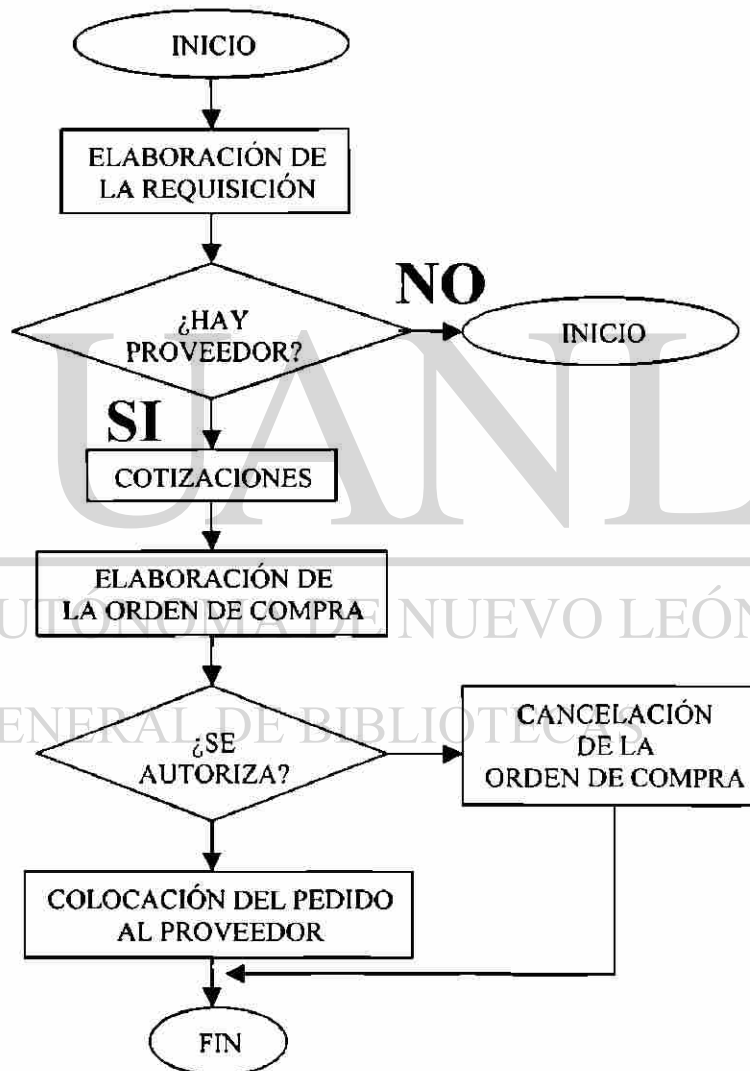 INICIO
ELABORACIÓN DE
LA REQUISICIÓN
¿HAY
PROVEEDOR?
NO
INICIO
SI
COTIZACIONES
ELABORACIÓN DE
LA ORDEN DE COMPRA
¿SE
AUTORIZA?
CANCELACIÓN
DE LA
ORDEN DE COMPRA
COLOCACIÓN DEL PEDIDO
AL PROVEEDOR
FIN
UANL
AUTÓNOMA DE NUEVO LEÓN
GENERAL DE BIBLIOTECAS